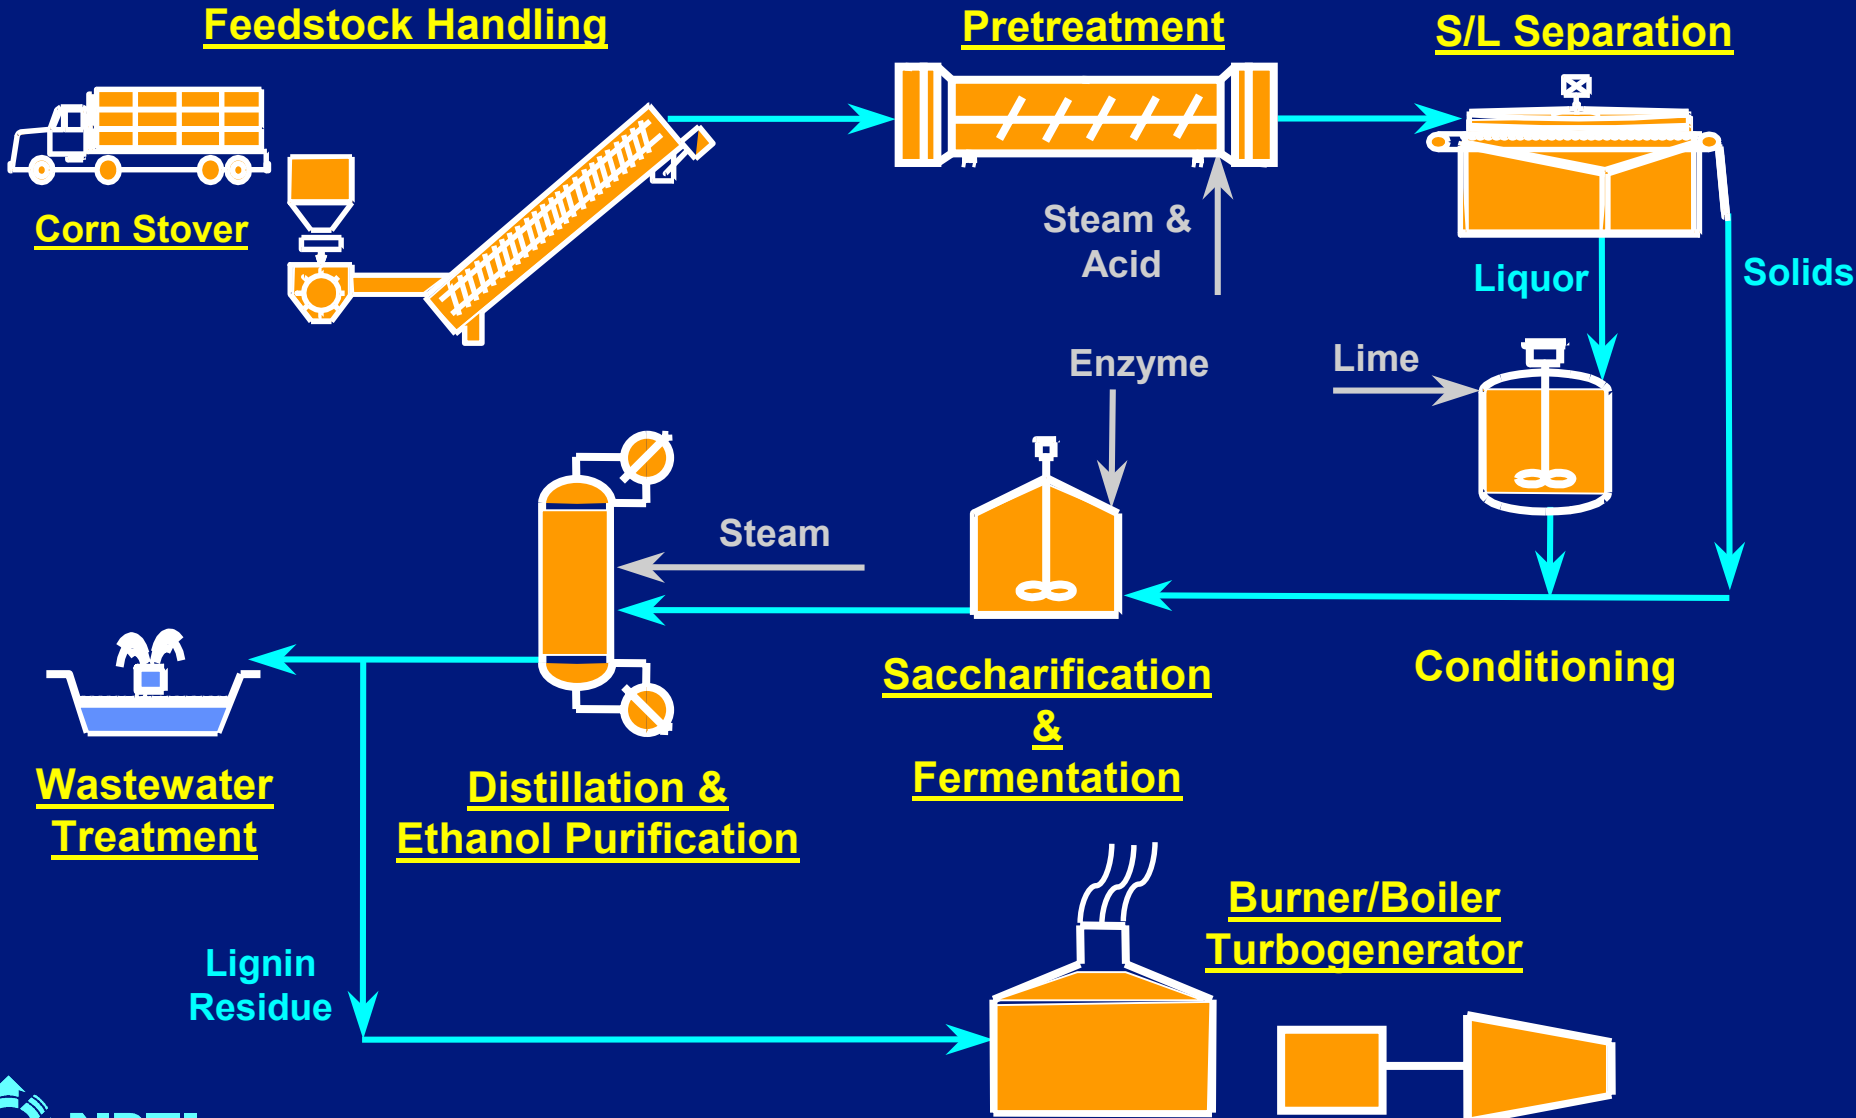 Feedstock Handling
Pretreatment
S/L Separation
Corn Stover
Steam &
Acid
Liquor
Solids
Enzyme
Lime
Steam
Saccharification
&
Fermentation
Conditioning
Wastewater
Treatment
Distillation &
Ethanol Purification
Burner/Boiler
Turbogenerator
Lignin
Residue